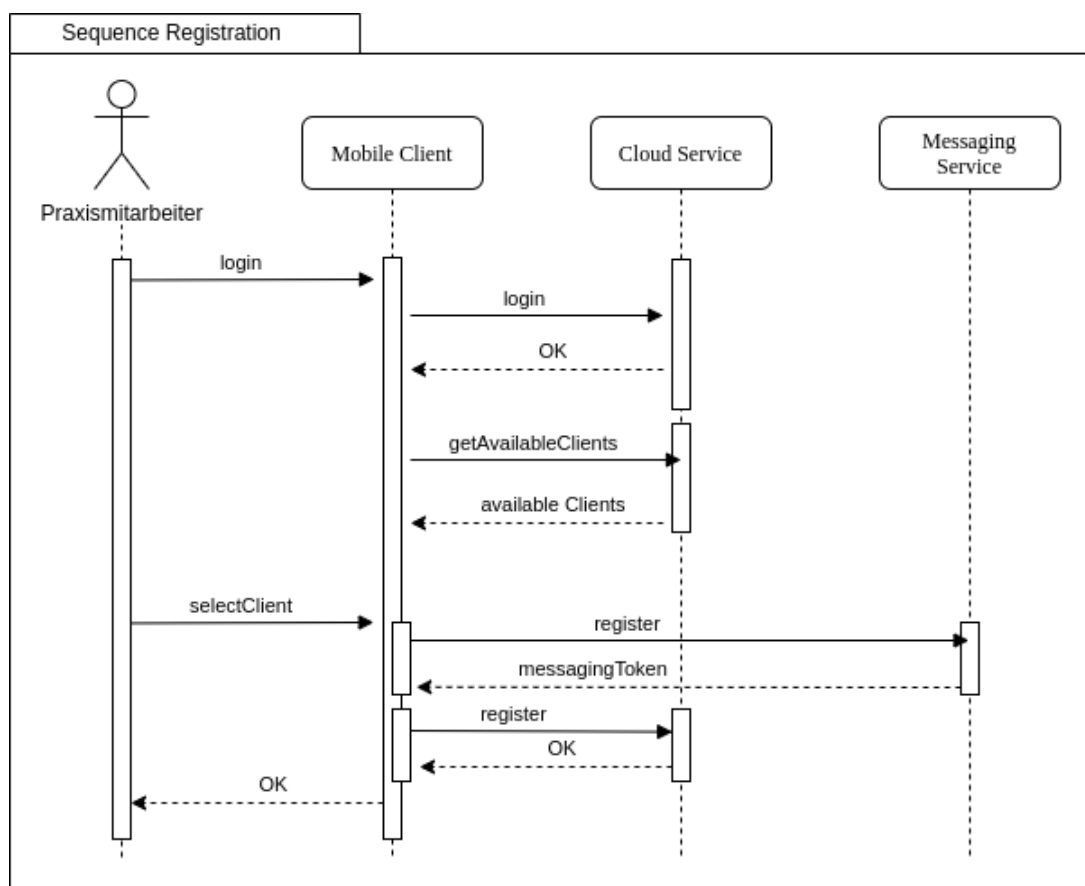 Sequence Registration
Praxismitarbeiter
Mobile Client
Cloud Service
Messaging
Service
login
login
OK
getAvailableClients
available Clients
selectClient
register
messagingToken
register
OK
OK